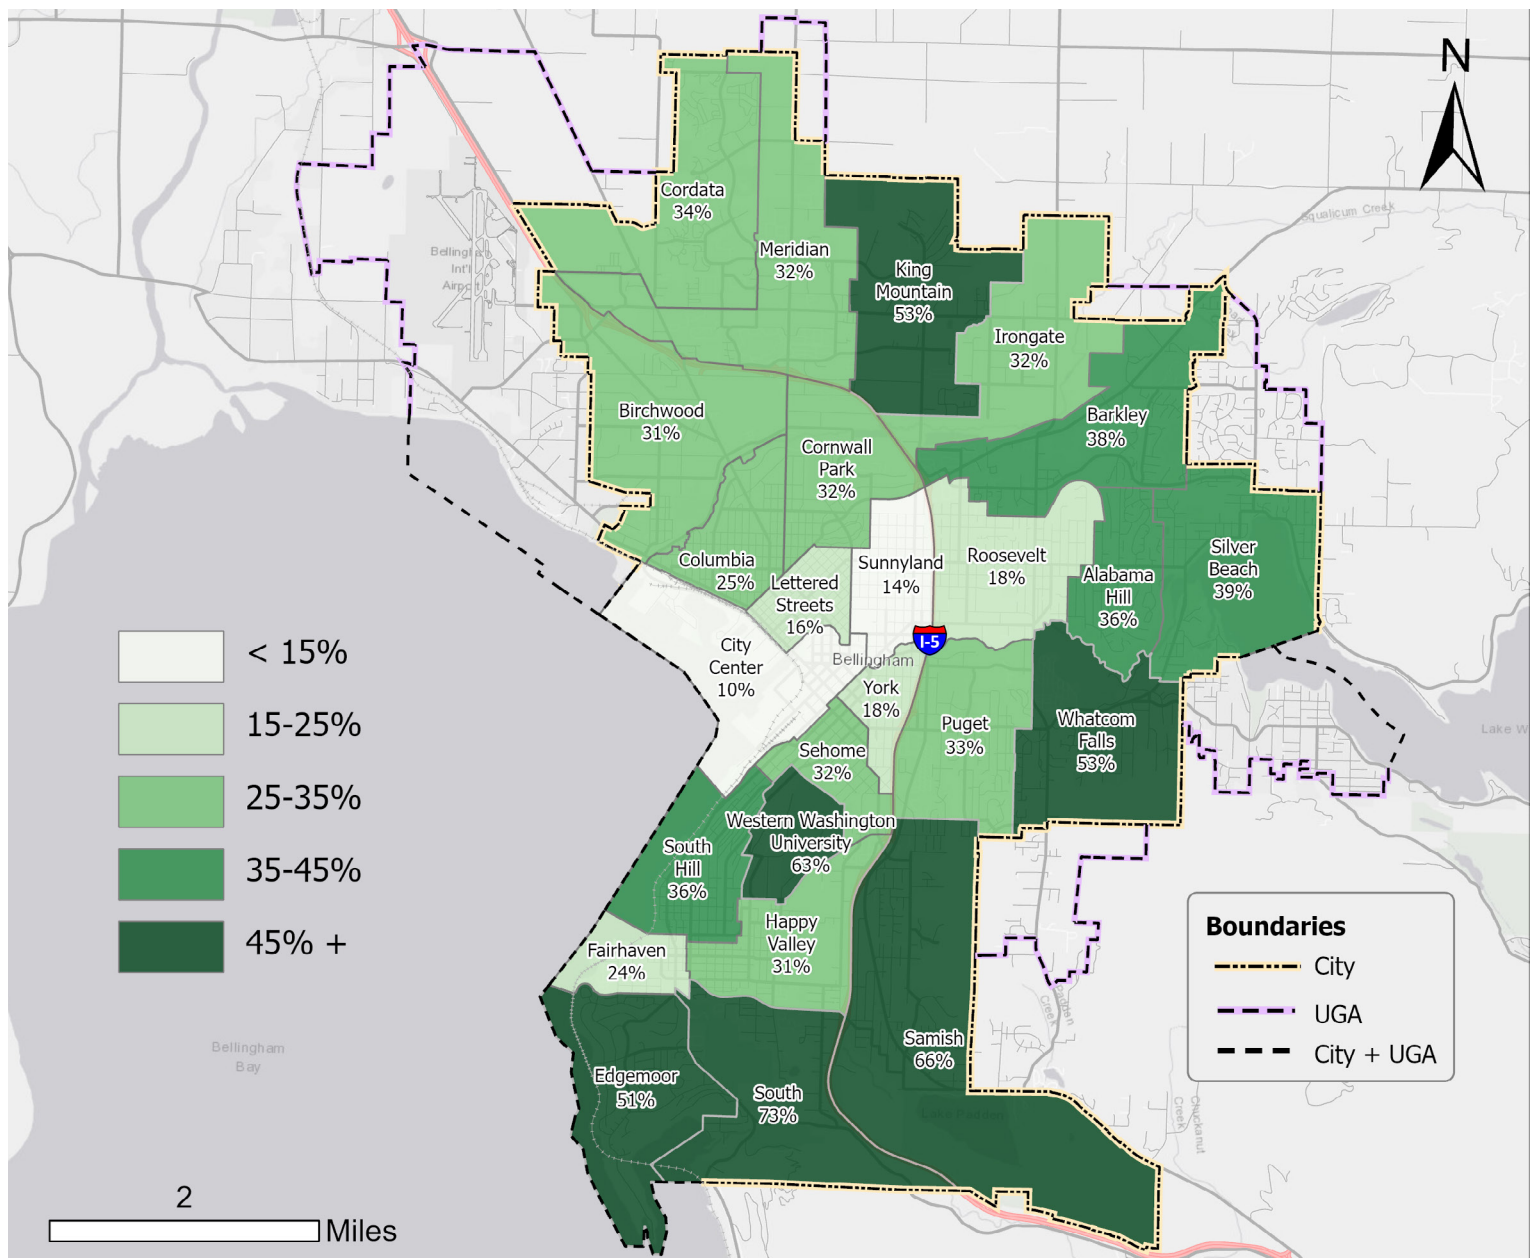 N
Squalicum Creek
Cordata
34%
Meridian
32%
King
Mountain
53%
Bellingham
Int'l
Airport
Irongate
32%
Birchwood
31%
Barkley
38%
Cornwall
Park
32%
Columbia
25%
Lettered
Streets
16%
Sunnyland
14%
Roosevelt
18%
Alabama
Hill
36%
Silver
Beach
39%
I-5
City
Center
10%
Bellingham
York
18%
Puget
33%
Whatcom
Falls
53%
Lake W
Sehome
32%
Western Washington
University
63%
South
Hill
36%
Happy
Valley
31%
Fairhaven
24%
Samish
66%
Edgemoor
51%
South
73%
Lake Padden
Padden
Creek
Chuckanut
Creek
Bellingham
Bay
< 15%
15-25%
25-35%
35-45%
45% +
Boundaries
City
UGA
City + UGA
2
Miles